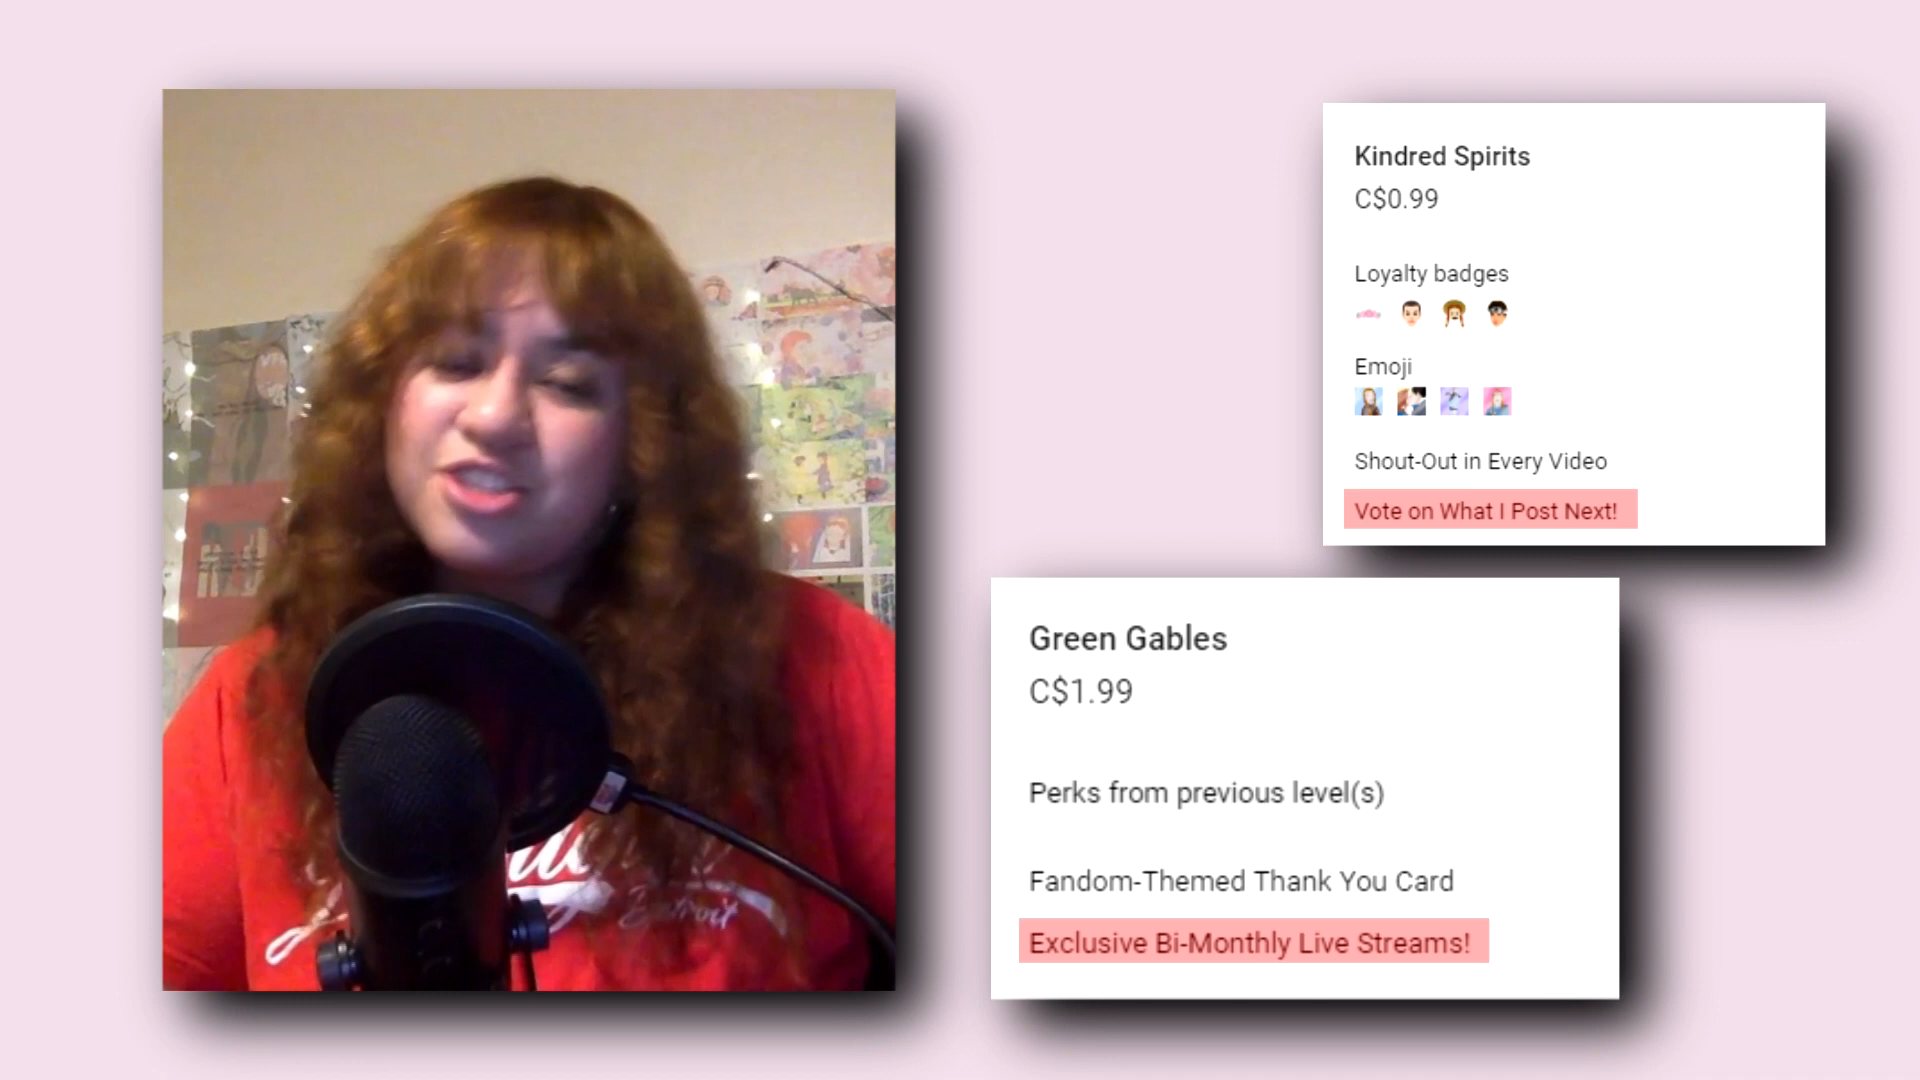 Kindred Spirits
C$0.99
Loyalty badges
Emoji
Shout-Out in Every Video
Vote on What I Post Next!
Green Gables
C$1.99
Perks from previous level(s)
Fandom-Themed Thank You Card
Exclusive Bi-Monthly Live Streams!
Detroit